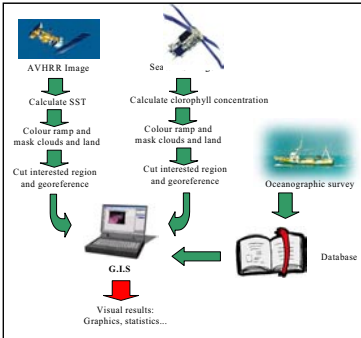 AVHRR Image
Calculate SST
Colour ramp and
mask clouds and land
Cut interested region
and georeference
Calculate clorophyll concentration
Colour ramp and
mask clouds and land
Cut interested region
and georeference
Oceanographic survey
Database
G.I.S
Visual results:
Graphics, statistics...